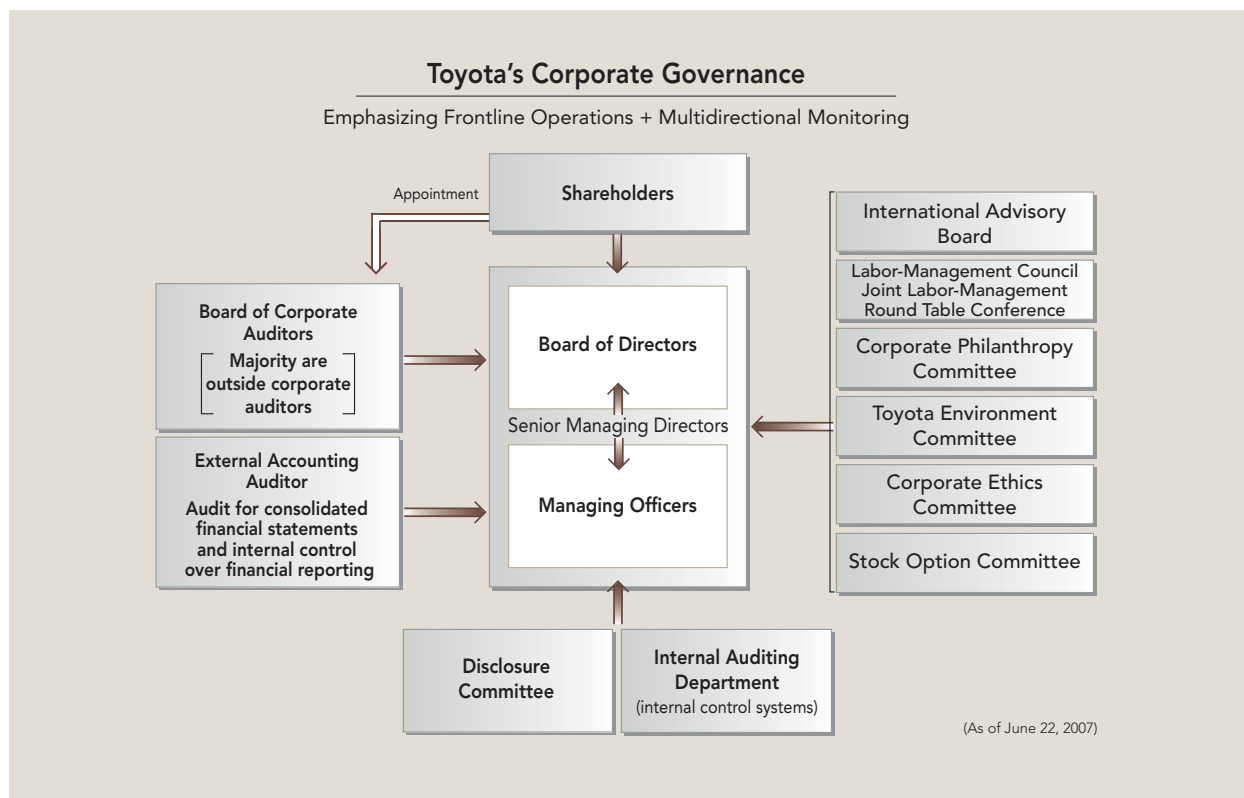 Toyota's Corporate Governance
Emphasizing Frontline Operations + Multidirectional Monitoring
Shareholders
Appointment
Board of Corporate
Auditors
Majority are
outside corporate
auditors
External Accounting
Auditor
Audit for consolidated
financial statements
and internal control
over financial reporting
Board of Directors
Senior Managing Directors
Managing Officers
International Advisory
Board
Labor-Management Council
Joint Labor-Management
Round Table Conference
Corporate Philanthropy
Committee
Toyota Environment
Committee
Corporate Ethics
Committee
Stock Option Committee
Disclosure
Committee
Internal Auditing
Department
(internal control systems)
(As of June 22, 2007)